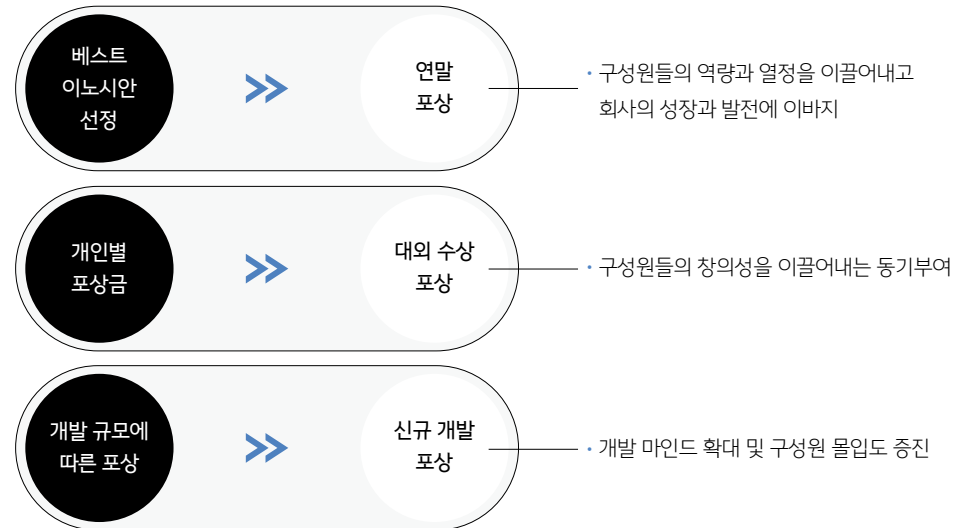 베스트
이노시안
선정
연말
포상
• 구성원들의 역량과 열정을 이끌어내고
회사의 성장과 발전에 이바지
개인별
포상금
대외 수상
포상
• 구성원들의 창의성을 이끌어내는 동기부여
개발 규모에
따른 포상
신규 개발
포상
• 개발 마인드 확대 및 구성원 몰입도 증진